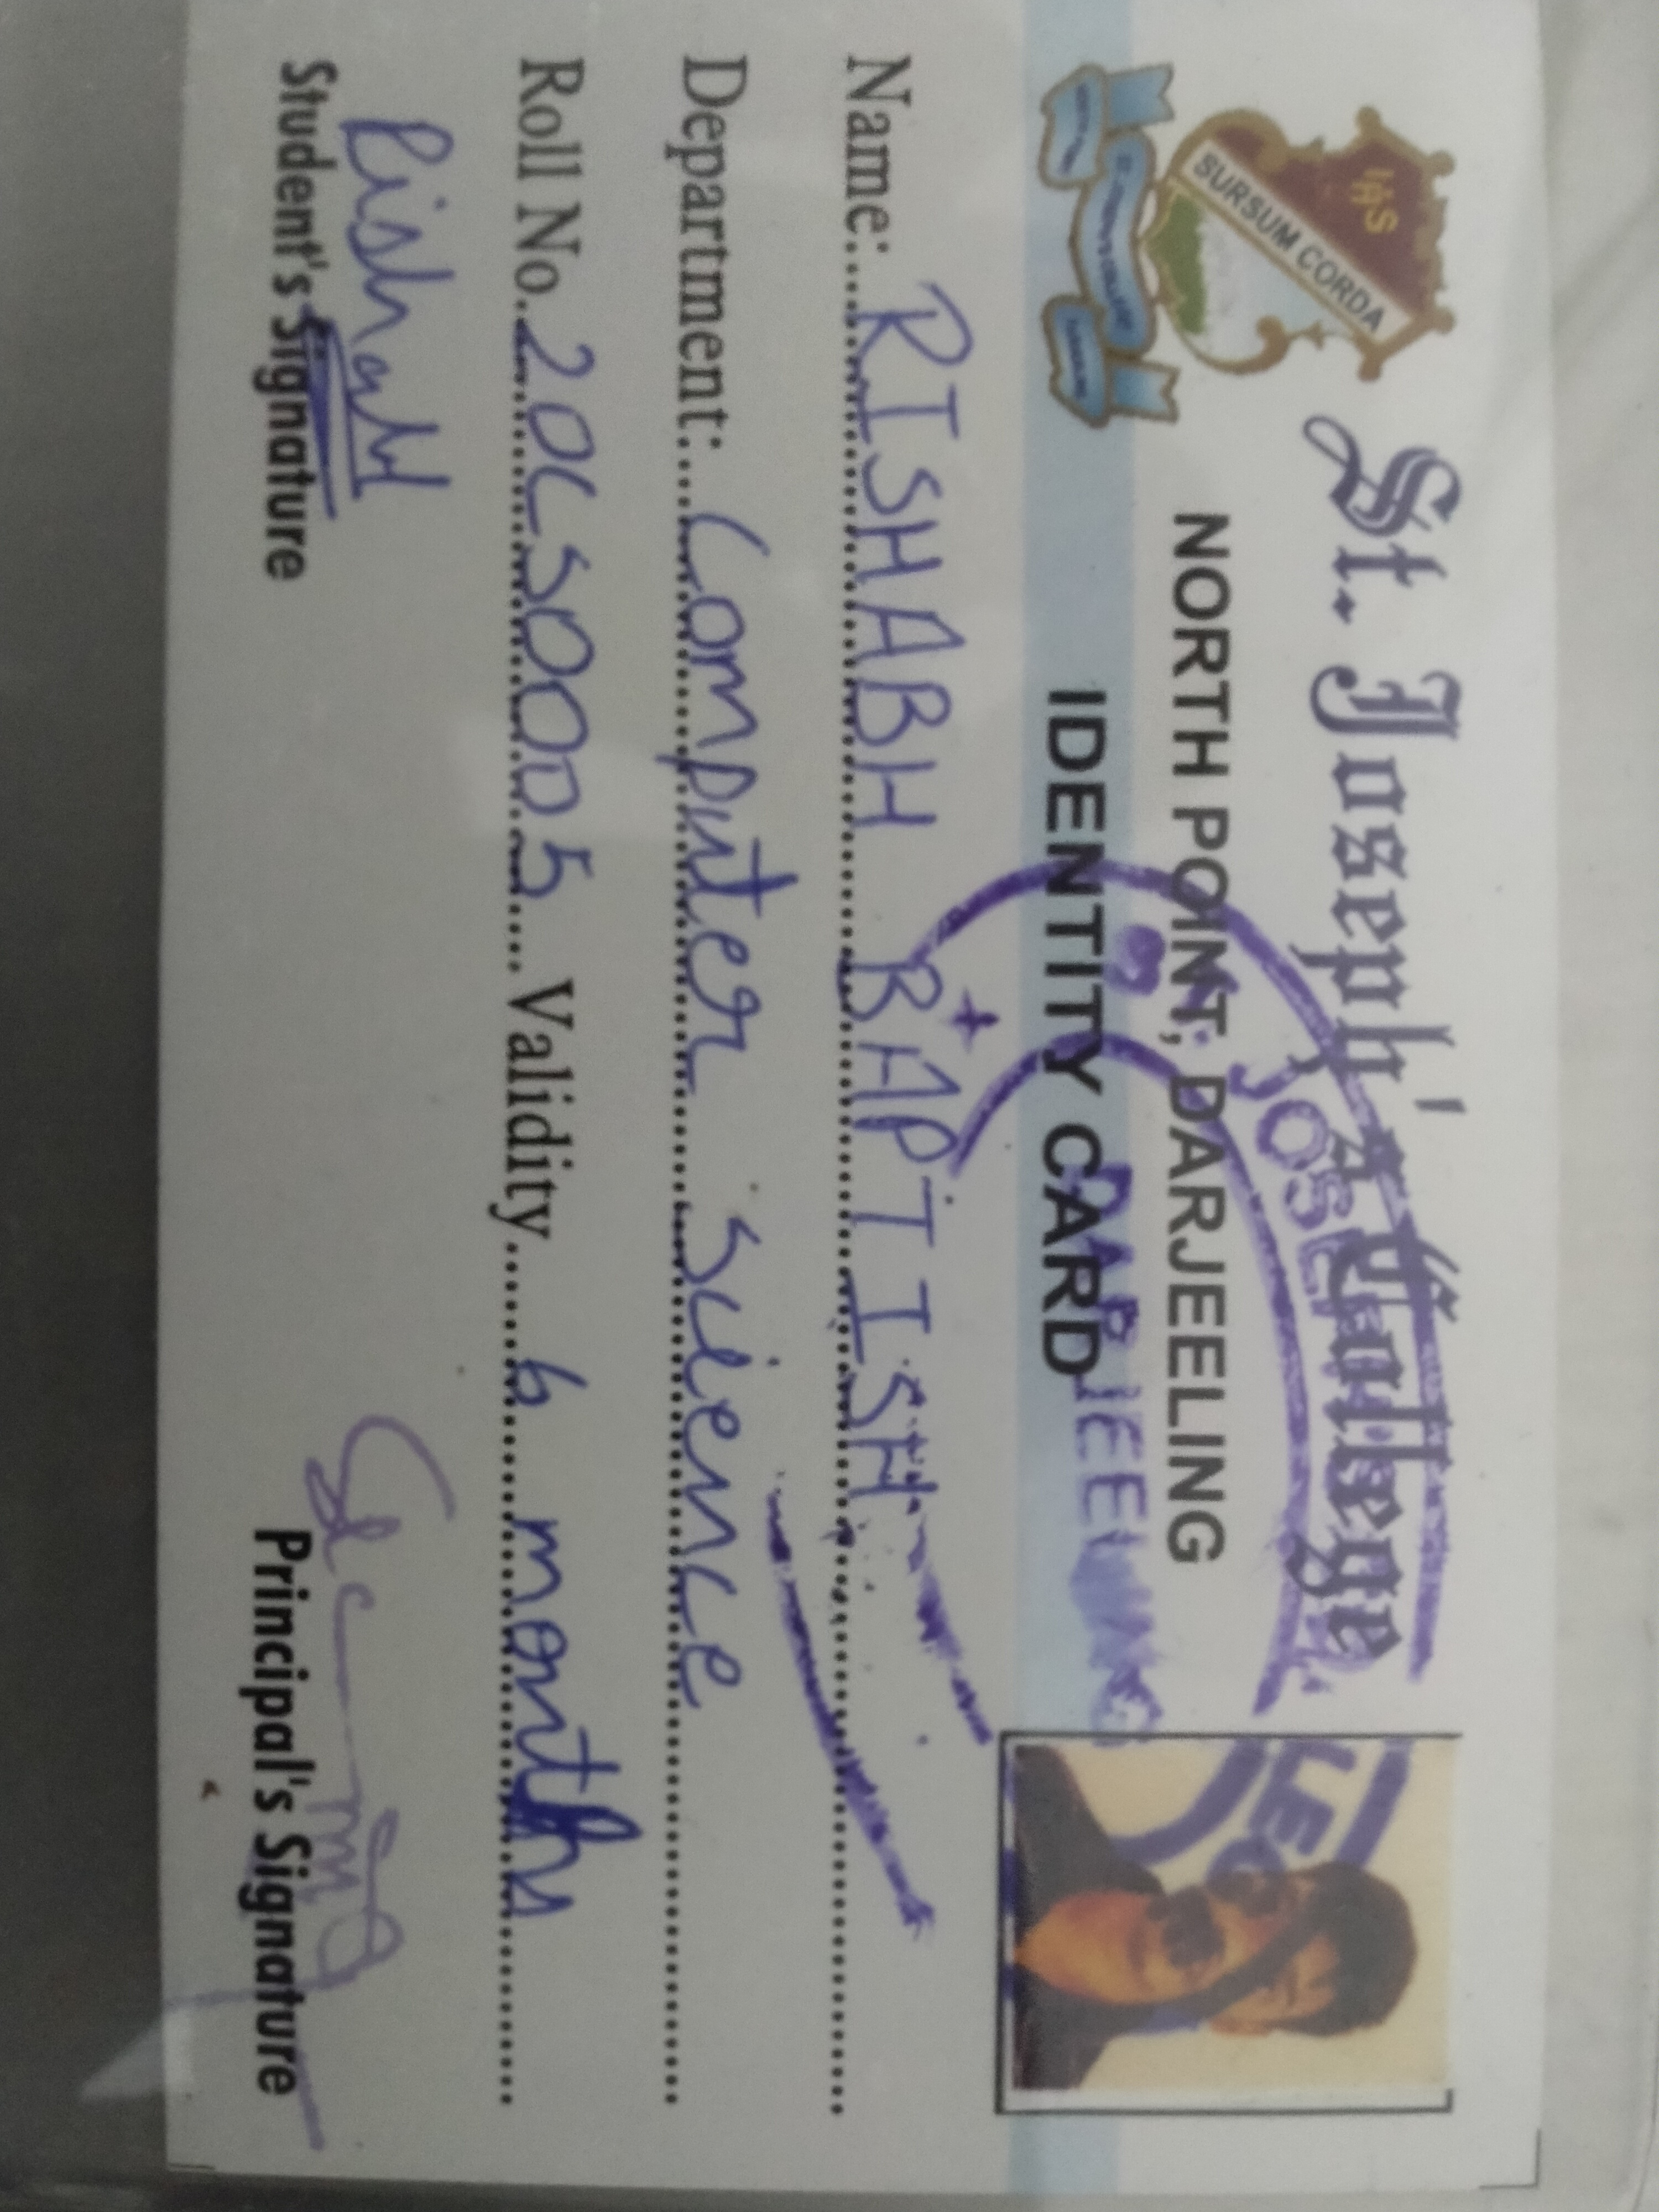 St. Joseph's College
NORTH POINT, DARJEELING
IDENTITY CARD
IHS
SURSUM CORDA
ST. JOSEPH'S COLLEGE
DARJEELING
Name: RISHABH BAPTISH
Department: Computer science
Roll No. 20CS0005 Validity 6 months
Rishabh
Student's Signature
Principal's Signature